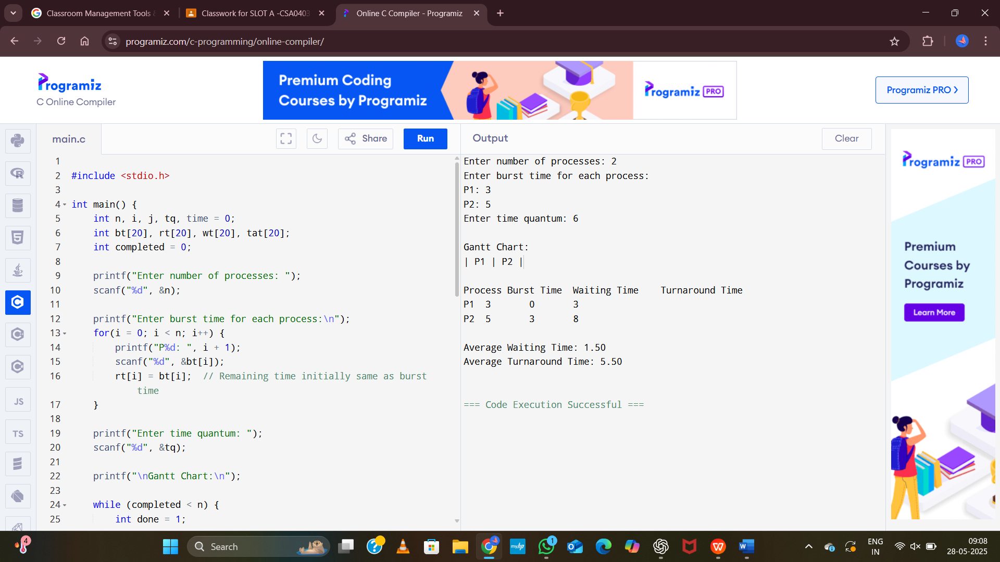 Classroom Management Tools &
Classwork for SLOT A -CSA0403
Online C Compiler - Programiz
programiz.com/c-programming/online-compiler/
Programiz
C Online Compiler
Premium Coding
Courses by Programiz
Programiz PRO
Programiz PRO
main.c
Share
Run
Output
Clear
1
2 #include <stdio.h>
3
4 int main() {
5 int n, i, j, tq, time = 0;
6 int bt[20], rt[20], wt[20], tat[20];
7 int completed = 0;
8
9 printf("Enter number of processes: ");
10 scanf("%d", &n);
11
12 printf("Enter burst time for each process:\n");
13 for(i = 0; i < n; i++) {
14 printf("P%d: ", i + 1);
15 scanf("%d", &bt[i]);
16 rt[i] = bt[i];  // Remaining time initially same as burst
time
17 }
18
19 printf("Enter time quantum: ");
20 scanf("%d", &tq);
21
22 printf("\nGantt Chart:\n");
23
24 while (completed < n) {
25 int done = 1;
Enter number of processes: 2
Enter burst time for each process:
P1: 3
P2: 5
Enter time quantum: 6
Gantt Chart:
| P1 | P2 |
Process Burst Time  Waiting Time    Turnaround Time
P1  3       0       3
P2  5       3       8
Average Waiting Time: 1.50
Average Turnaround Time: 5.50
=== Code Execution Successful ===
Programiz PRO
Premium
Courses by
Programiz
Learn More
JS
TS
4
Search
myhp
1
W
ENG
IN
09:08
28-05-2025